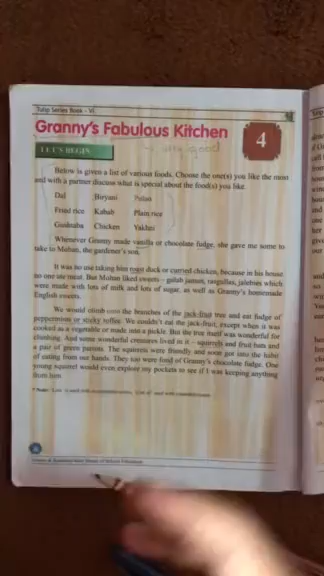 Tulip Series Book - VI
Granny's Fabulous Kitchen
4
very good
LET'S BEGIN
Below is given a list of various foods. Choose the one(s) you like the most
and with a partner discuss what is special about the food(s) you like.
Dal Biryani Pulao
Fried rice Kabab Plain rice
Gushtaba Chicken Yakhni
Whenever Granny made vanilla or chocolate fudge, she gave me some to
take to Mohan, the gardener's son.
It was no use taking him roast duck or curried chicken, because in his house
no one ate meat. But Mohan liked sweets – gulab jamun, rasgullas, jalebies which
were made with lots of milk and lots of sugar, as well as Granny's homemade
English sweets.
We would climb into the branches of the jack-fruit tree and eat fudge of
peppermint or sticky toffee. We couldn't eat the jack-fruit, except when it was
cooked as a vegetable or made into a pickle. But the tree itself was wonderful for
climbing. And some wonderful creatures lived in it – squirrels and fruit bats and
a pair of green parrots. The squirrels were friendly and soon got into the habit
of eating from our hands. They too were fond of Granny's chocolate fudge. One
young squirrel would even explore my pockets to see if I was keeping anything
from him.